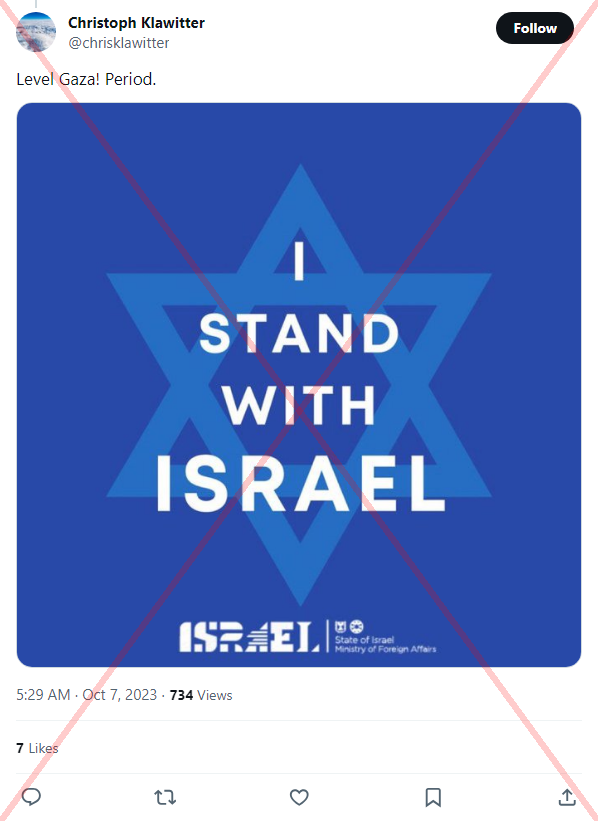 Christoph Klawitter
@chrisklawitter
Follow
Level Gaza! Period.
I
STAND
WITH
ISRAEL
ISRAEL
State of Israel
Ministry of Foreign Affairs
5:29 AM · Oct 7, 2023 · 734 Views
7 Likes